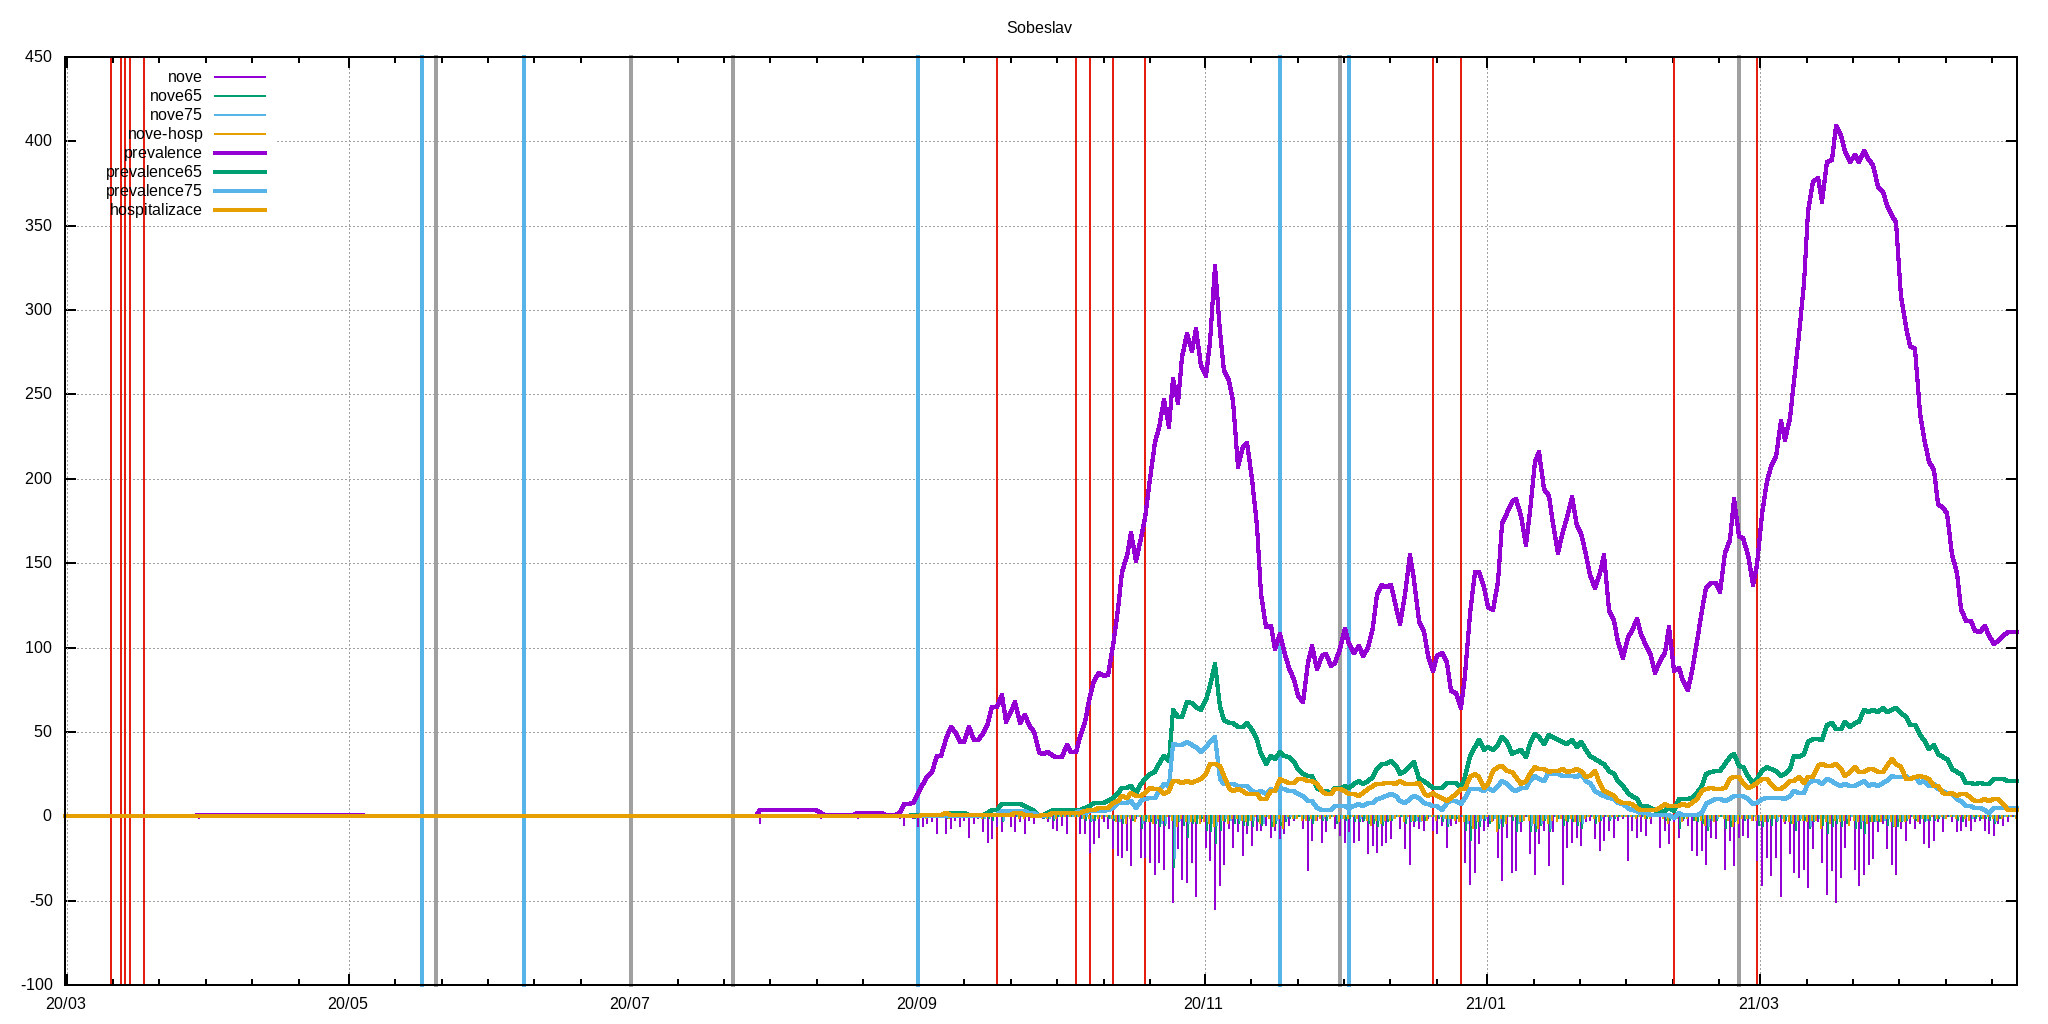 Sobeslav
450
400
350
300
250
200
150
100
50
0
-50
-100
nove
nove65
nove75
nove-hosp
prevalence
prevalence65
prevalence75
hospitalizace
20/03 20/05 20/07 20/09 20/11 21/01 21/03